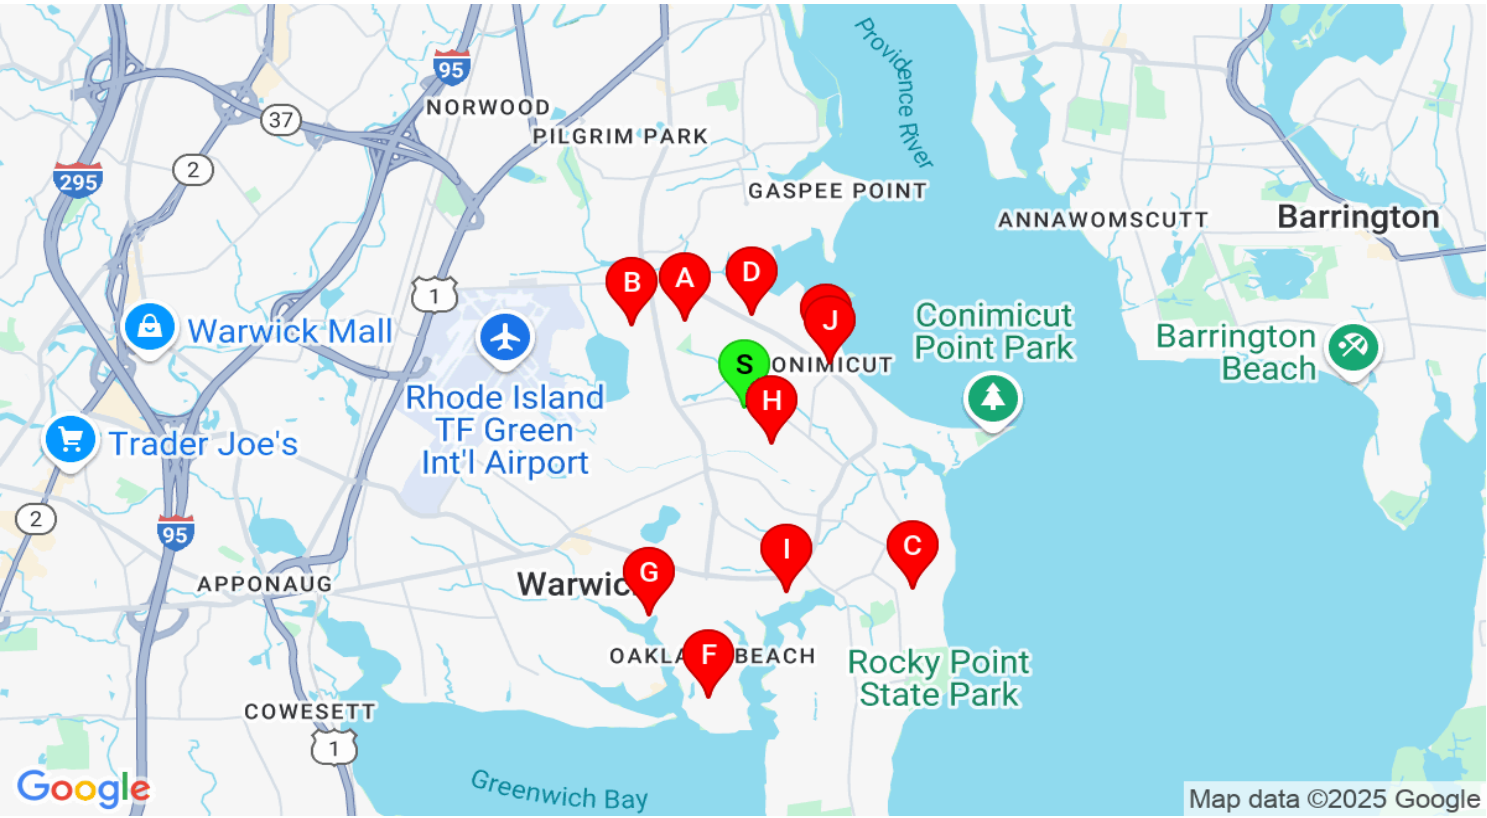 Providence River
95
NORWOOD
37
PILGRIM PARK
2
295
GASPEE POINT
ANNAWOMSCUTT
Barrington
B
A
D
1
J
Conimicut
Point Park
Warwick Mall
Barrington
Beach
S
ONIMICUT
H
Rhode Island
TF Green
Int'l Airport
Trader Joe's
2
95
I
C
APPONAUG
Warwic
G
OAKLA
F
BEACH
Rocky Point
State Park
COWESETT
1
Greenwich Bay
Google
Map data ©2025 Google